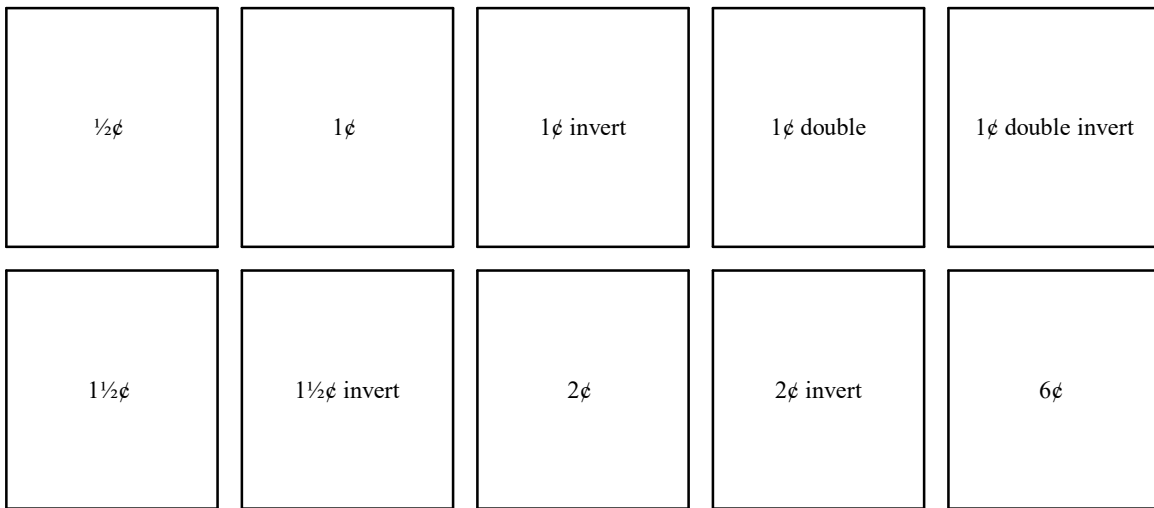 ½¢
1¢
1¢ invert
1¢ double
1¢ double invert
1½¢
1½¢ invert
2¢
2¢ invert
6¢